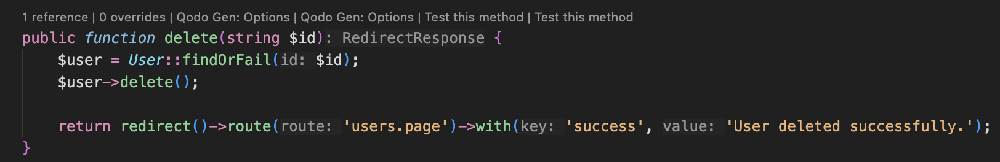 1 reference | 0 overrides | Qodo Gen: Options | Qodo Gen: Options | Test this method | Test this method
public function delete(string $id): RedirectResponse {
$user = User::findOrFail(id: $id);
$user->delete();
return redirect()->route(route: 'users.page')->with(key: 'success', value: 'User deleted successfully.');
}